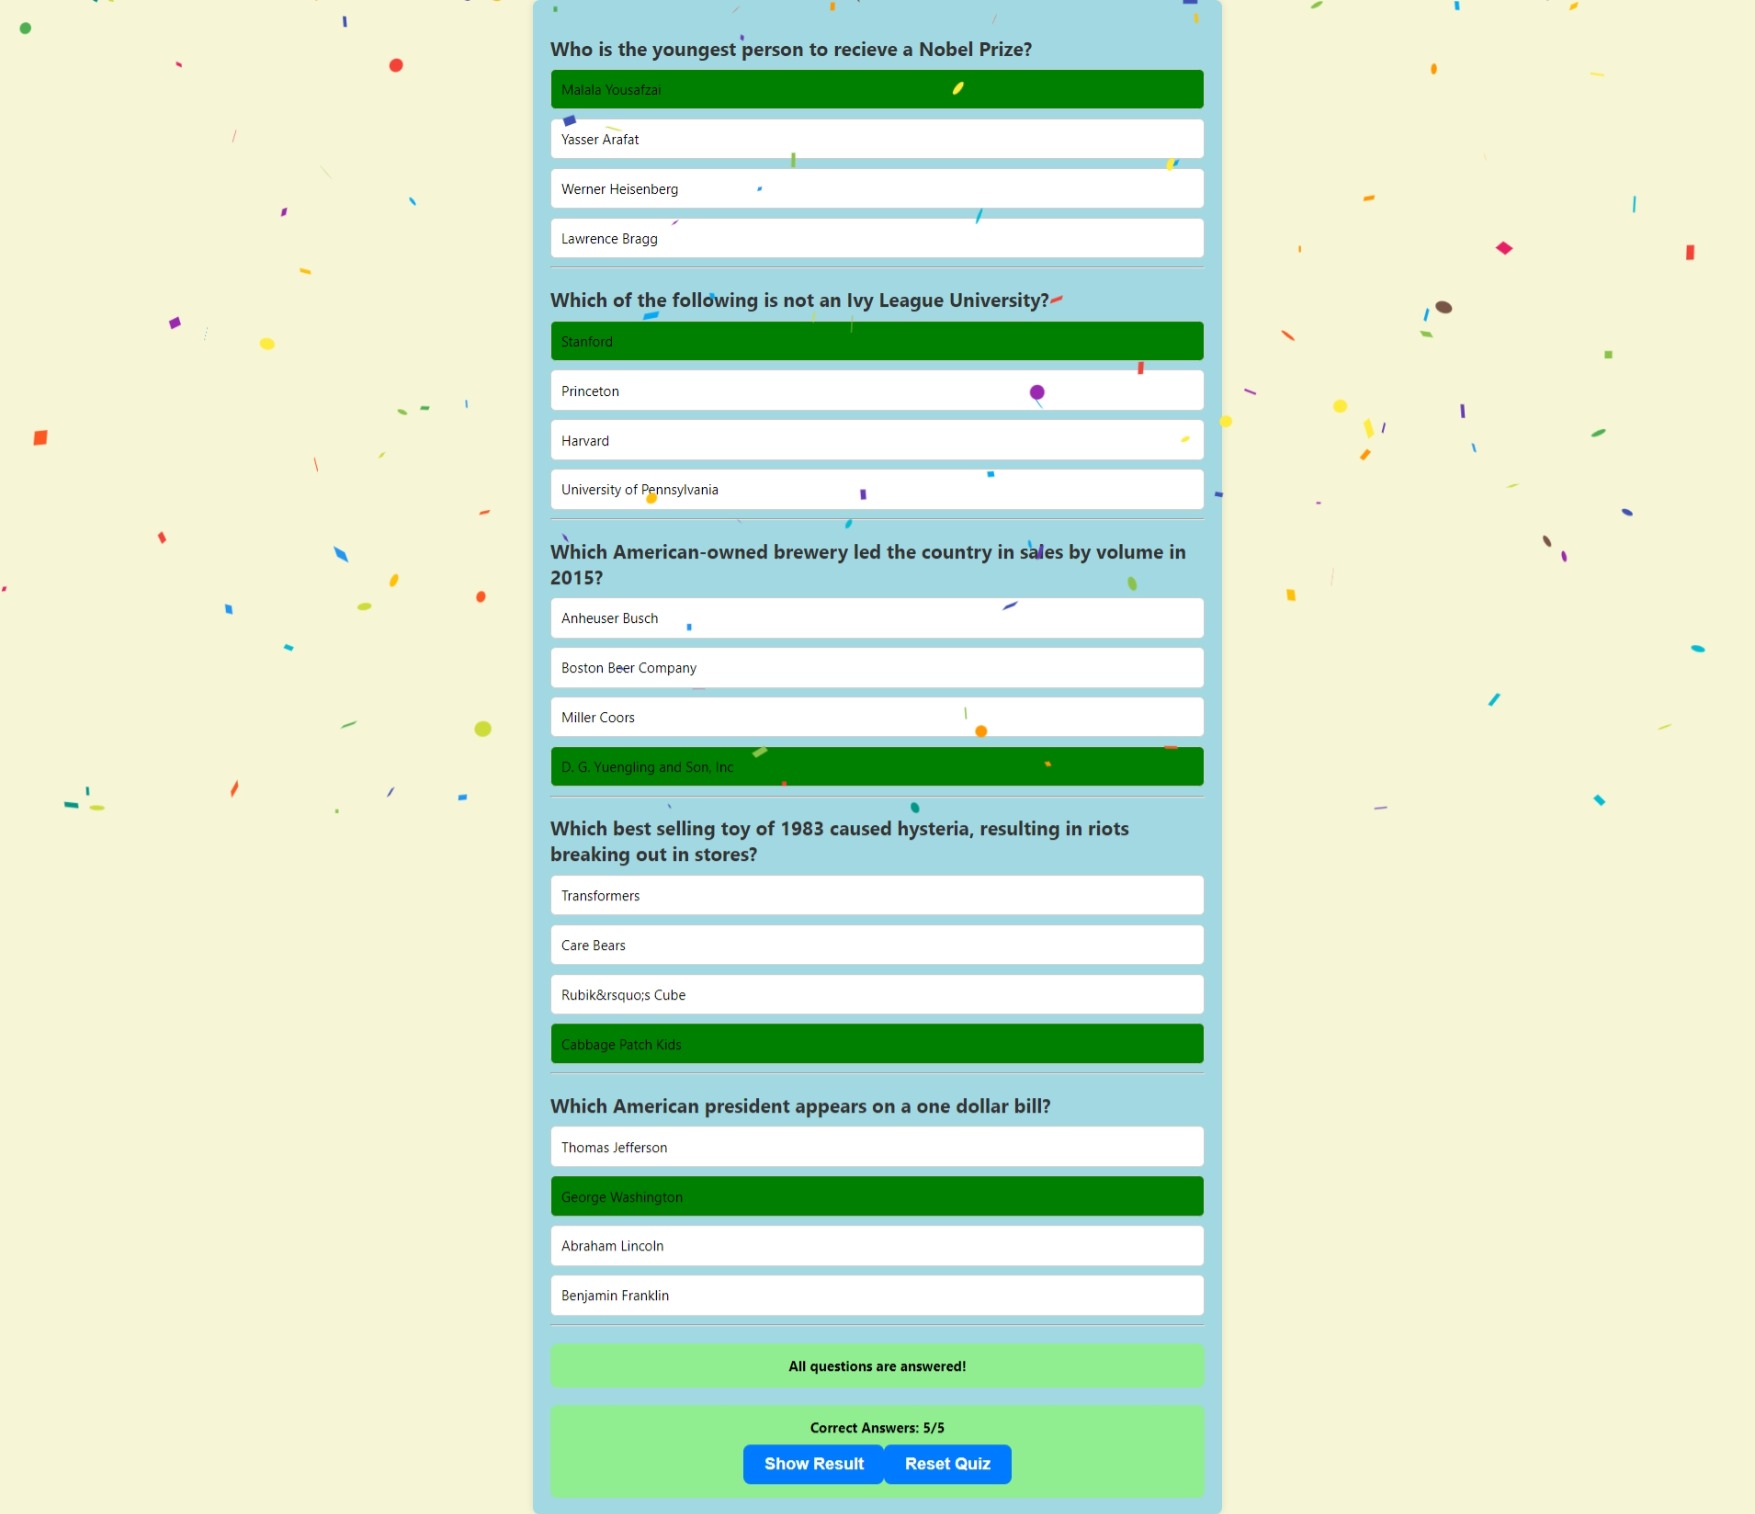 Who is the youngest person to recieve a Nobel Prize?
Malala Yousafzai
Yasser Arafat
Werner Heisenberg
Lawrence Bragg
Which of the following is not an Ivy League University?
Stanford
Princeton
Harvard
University of Pennsylvania
Which American-owned brewery led the country in sales by volume in
2015?
Anheuser Busch
Boston Beer Company
Miller Coors
D. G. Yuengling and Son, Inc
Which best selling toy of 1983 caused hysteria, resulting in riots
breaking out in stores?
Transformers
Care Bears
Rubik&rsquo;s Cube
Cabbage Patch Kids
Which American president appears on a one dollar bill?
Thomas Jefferson
George Washington
Abraham Lincoln
Benjamin Franklin
All questions are answered!
Correct Answers: 5/5
Show Result Reset Quiz